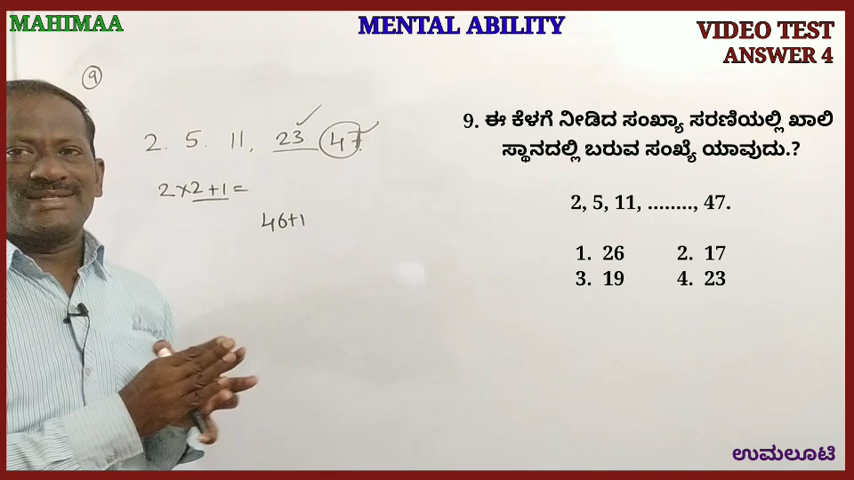 MAHIMAA
MENTAL ABILITY
VIDEO TEST
ANSWER 4
9
2. 5. 11, 23 47.
2×2+1=
46+1
9. ಈ ಕೆಳಗೆ ನೀಡಿದ ಸಂಖ್ಯಾ ಸರಣಿಯಲ್ಲಿ ಖಾಲಿ
ಸ್ಥಾನದಲ್ಲಿ ಬರುವ ಸಂಖ್ಯೆ ಯಾವುದು.?
2, 5, 11, ........, 47.
1. 26 2. 17
3. 19 4. 23
ಉಮಲೂಟಿ